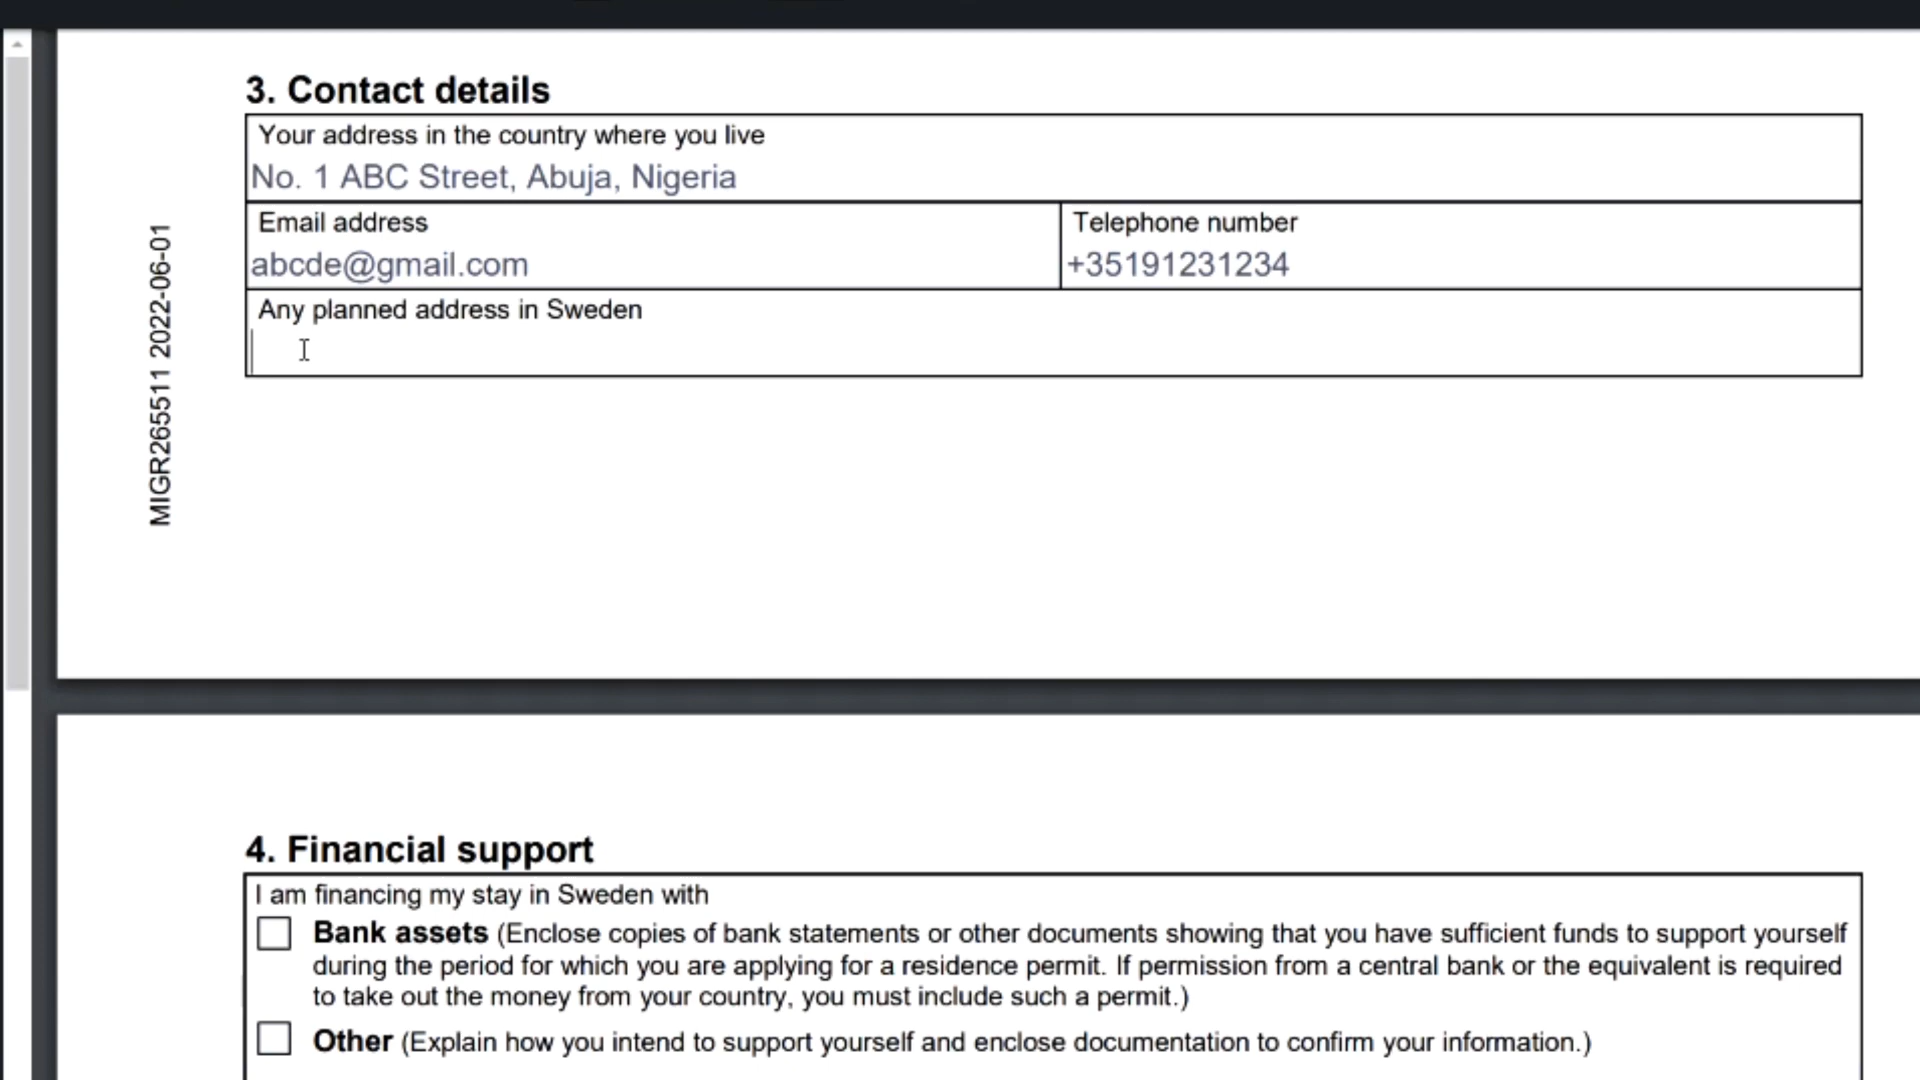 3. Contact details
Your address in the country where you live
No. 1 ABC Street, Abuja, Nigeria
Email address
Telephone number
abcde@gmail.com
+35191231234
Any planned address in Sweden
MIGR265511 2022-06-01
4. Financial support
I am financing my stay in Sweden with
Bank assets (Enclose copies of bank statements or other documents showing that you have sufficient funds to support yourself
during the period for which you are applying for a residence permit. If permission from a central bank or the equivalent is required
to take out the money from your country, you must include such a permit.)
Other (Explain how you intend to support yourself and enclose documentation to confirm your information.)